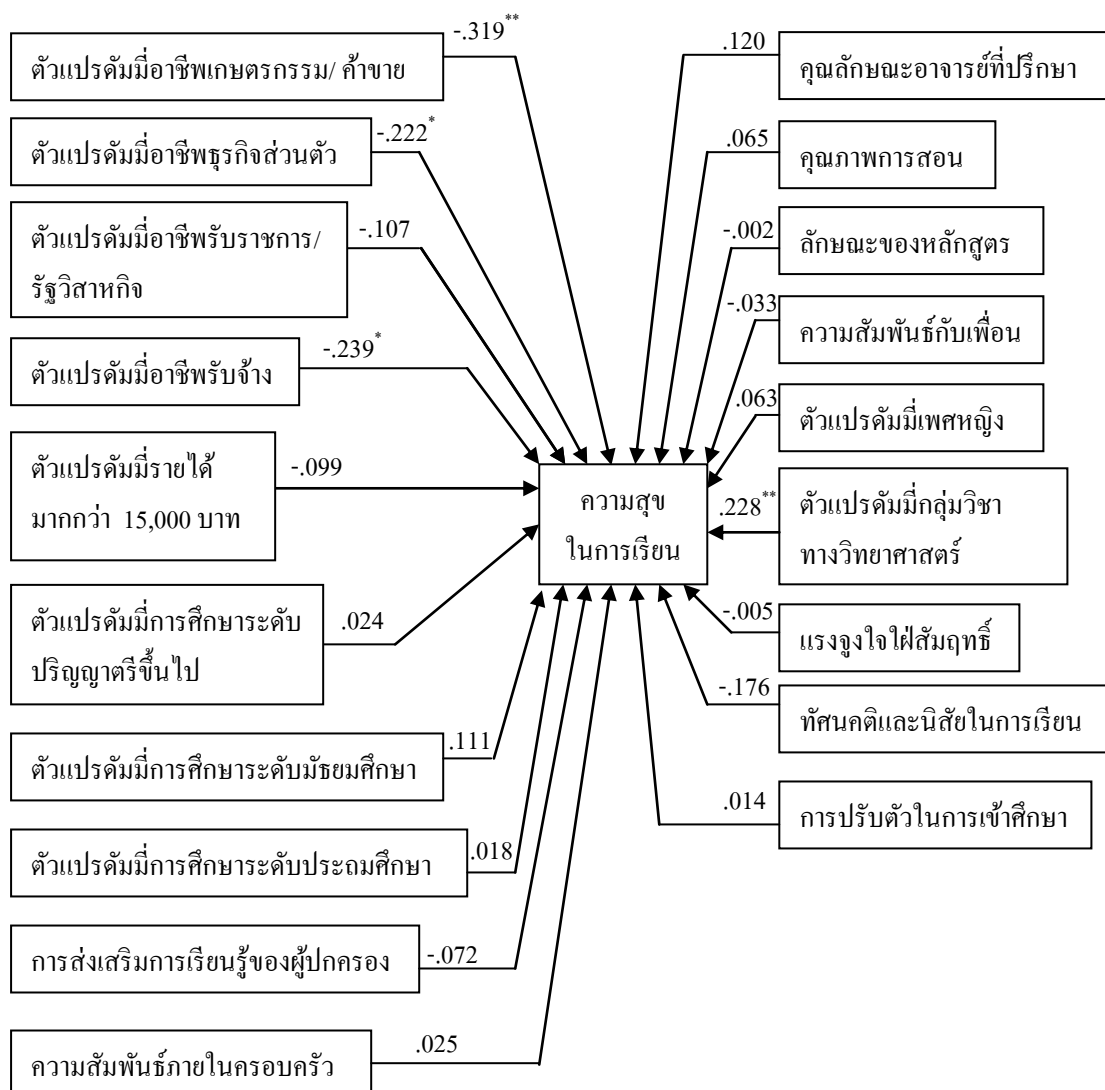 -.319**
ตัวแปรดัมมี่อาชีพเกษตรกรรม/ ค้าขาย
-.222*
ตัวแปรดัมมี่อาชีพธุรกิจส่วนตัว
-.107
ตัวแปรดัมมี่อาชีพรับราชการ/
รัฐวิสาหกิจ
-.239*
ตัวแปรดัมมี่อาชีพรับจ้าง
-.099
ตัวแปรดัมมี่รายได้
มากกว่า 15,000 บาท
.024
ตัวแปรดัมมี่การศึกษาระดับ
ปริญญาตรีขึ้นไป
.111
ตัวแปรดัมมี่การศึกษาระดับมัธยมศึกษา
.018
ตัวแปรดัมมี่การศึกษาระดับประถมศึกษา
-.072
การส่งเสริมการเรียนรู้ของผู้ปกครอง
.025
ความสัมพันธ์ภายในครอบครัว
ความสุข
ในการเรียน
.120
คุณลักษณะอาจารย์ที่ปรึกษา
.065
คุณภาพการสอน
-.002
ลักษณะของหลักสูตร
-.033
ความสัมพันธ์กับเพื่อน
.063
ตัวแปรดัมมี่เพศหญิง
.228**
ตัวแปรดัมมี่กลุ่มวิชา
ทางวิทยาศาสตร์
-.005
แรงจูงใจใฝ่สัมฤทธิ์
-.176
ทัศนคติและนิสัยในการเรียน
.014
การปรับตัวในการเข้าศึกษา